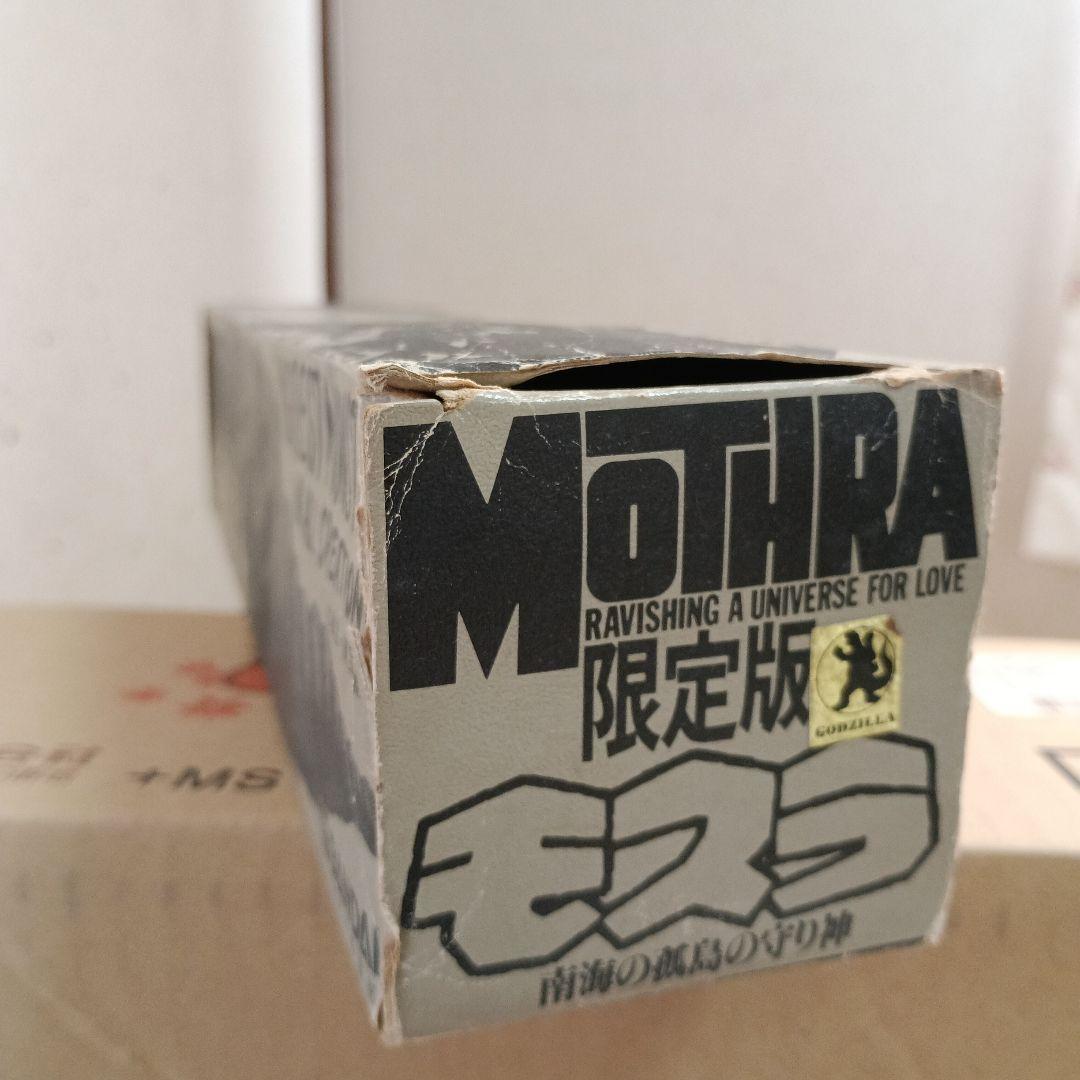 MOTHRA
RAVISHING A UNIVERSE FOR LOVE
限定版
GODZILLA
モスラ
南海の孤島の守り神
+MS